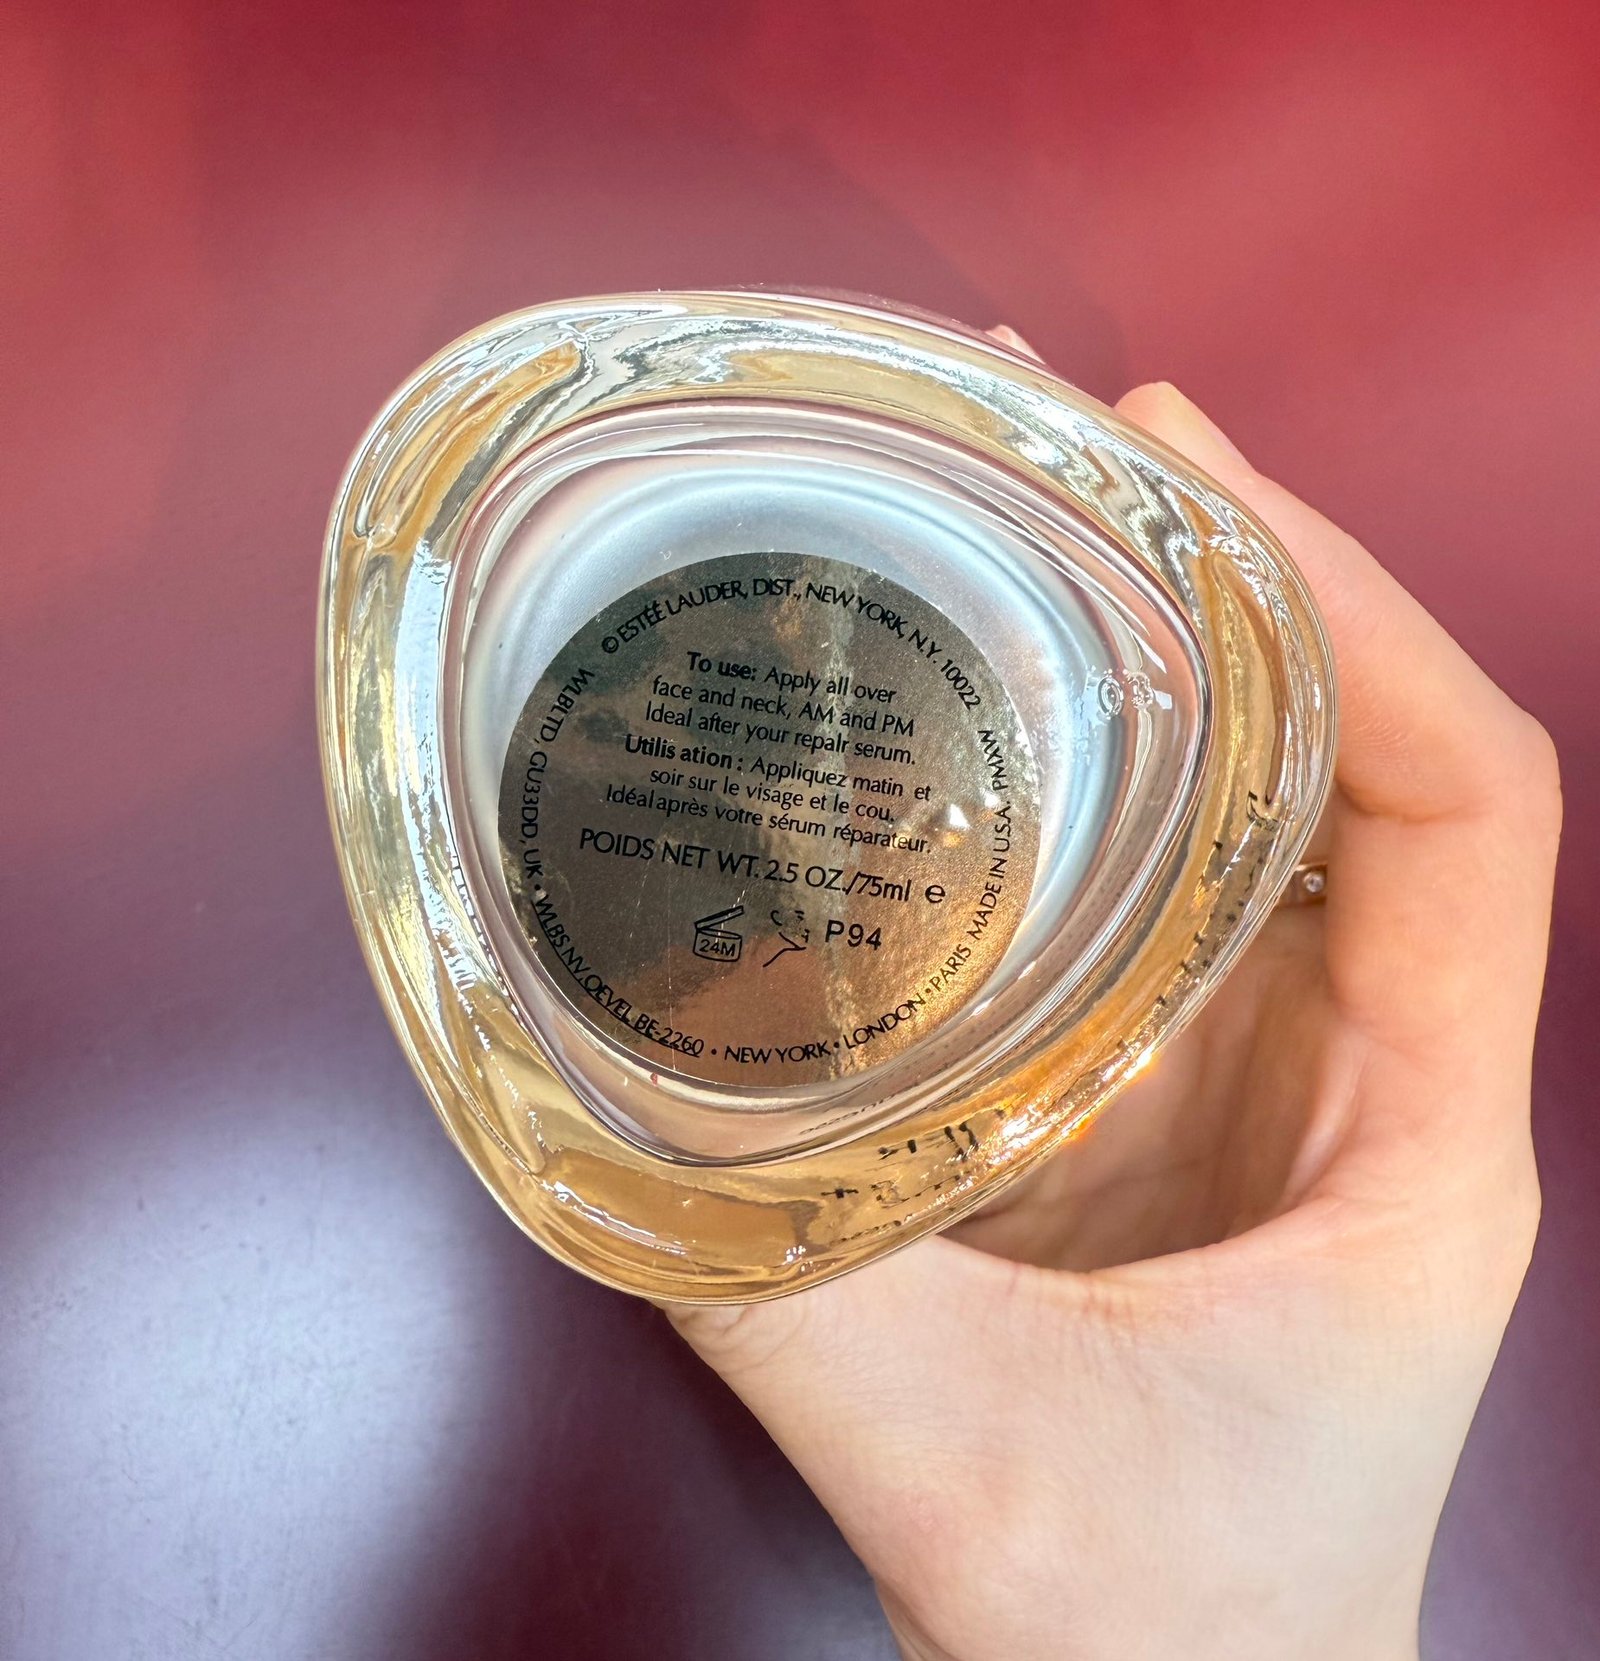 © ESTÉE LAUDER, DIST., NEW YORK, N.Y. 10022
To use: Apply all over
face and neck, AM and PM
Ideal after your repair serum.
Utilis ation : Appliquez matin et
soir sur le visage et le cou.
Idéal après votre sérum réparateur.
POIDS NET WT. 2.5 OZ./75ml e
24M
P94
WLBLTD, GU33DD, UK • WLBS NV, OEVEL BE-2260 • NEW YORK • LONDON • PARIS MADE IN U.S.A. PMXW